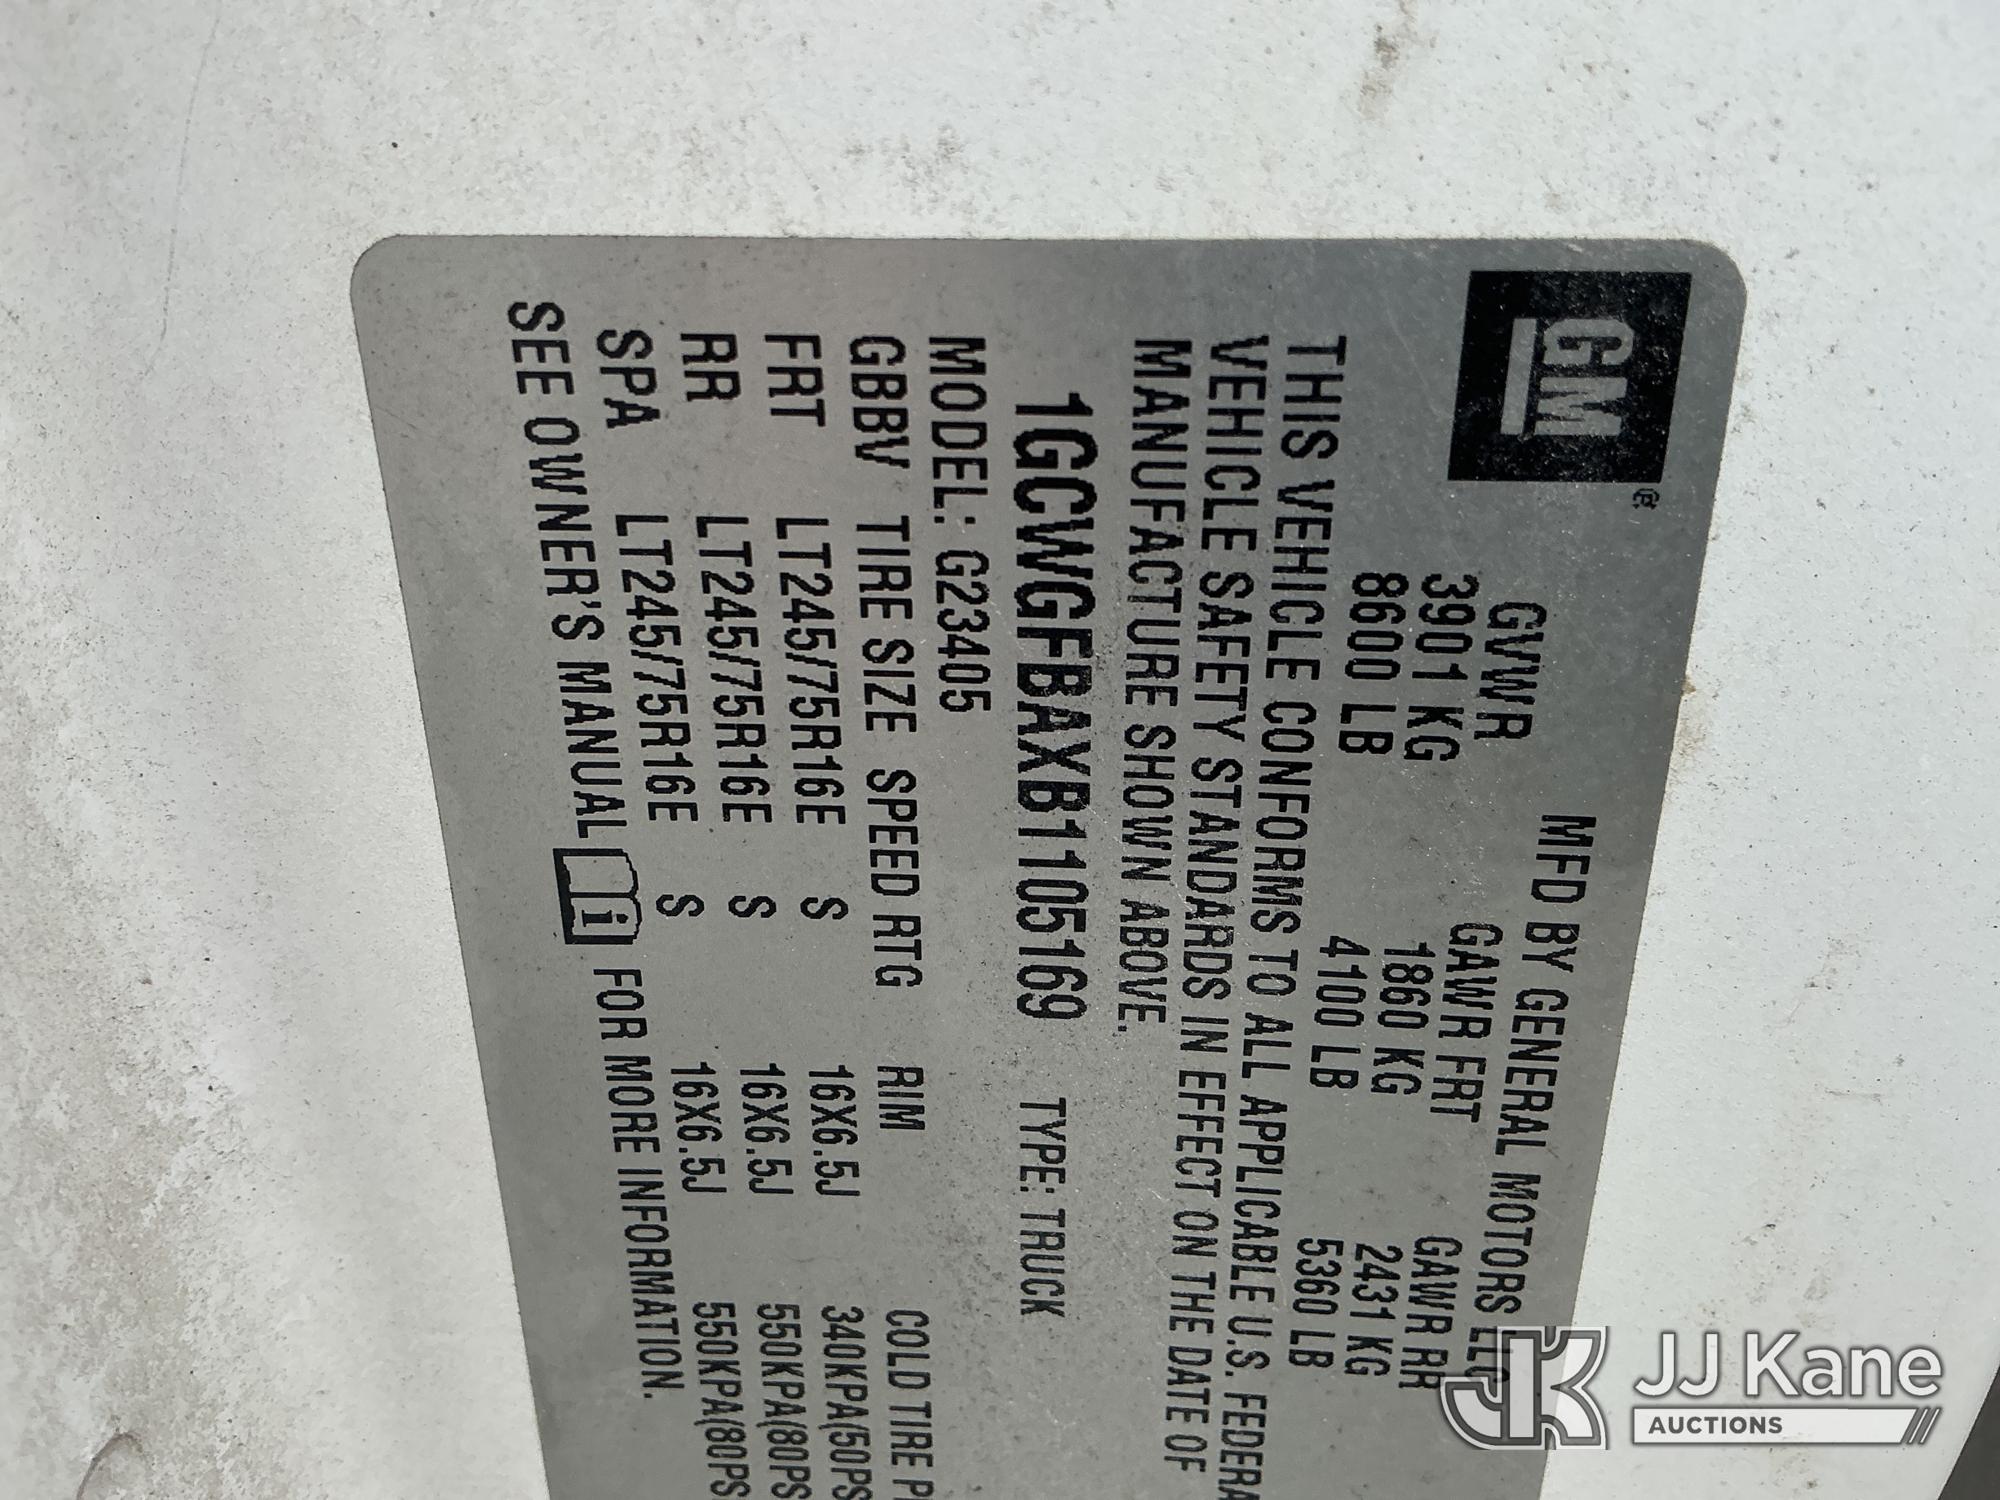 GM
MFD BY GENERAL MOTORS LLC
GVWR GAWR FRT GAWR RR
3901 KG 1860 KG 2431 KG
8600 LB 4100 LB 5360 LB
THIS VEHICLE CONFORMS TO ALL APPLICABLE U.S. FEDERA
VEHICLE SAFETY STANDARDS IN EFFECT ON THE DATE OF
MANUFACTURE SHOWN ABOVE.
1GCWGFBAXB1105169 TYPE: TRUCK
MODEL: G23405
GBBV TIRE SIZE SPEED RTG RIM COLD TIRE P
FRT LT245/75R16E S 16X6.5J 340KPA(50PS
RR LT245/75R16E S 16X6.5J 550KPA(80PS
SPA LT245/75R16E S 16X6.5J 550KPA(80PS
SEE OWNER'S MANUAL i FOR MORE INFORMATION.
JK JJ Kane
AUCTIONS